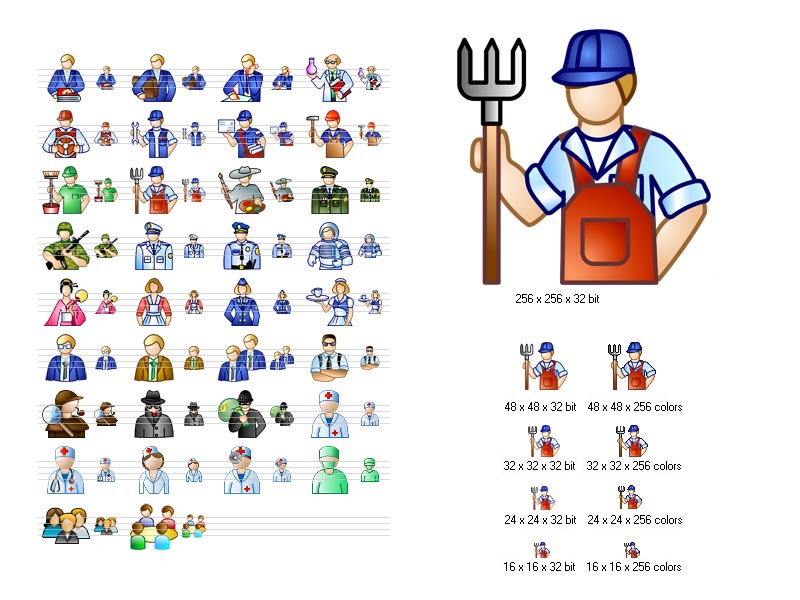 256 x 256 x 32 bit
48 x 48 x 32 bit 48 x 48 x 256 colors
32 x 32 x 32 bit 32 x 32 x 256 colors
24 x 24 x 32 bit 24 x 24 x 256 colors
16 x 16 x 32 bit 16 x 16 x 256 colors